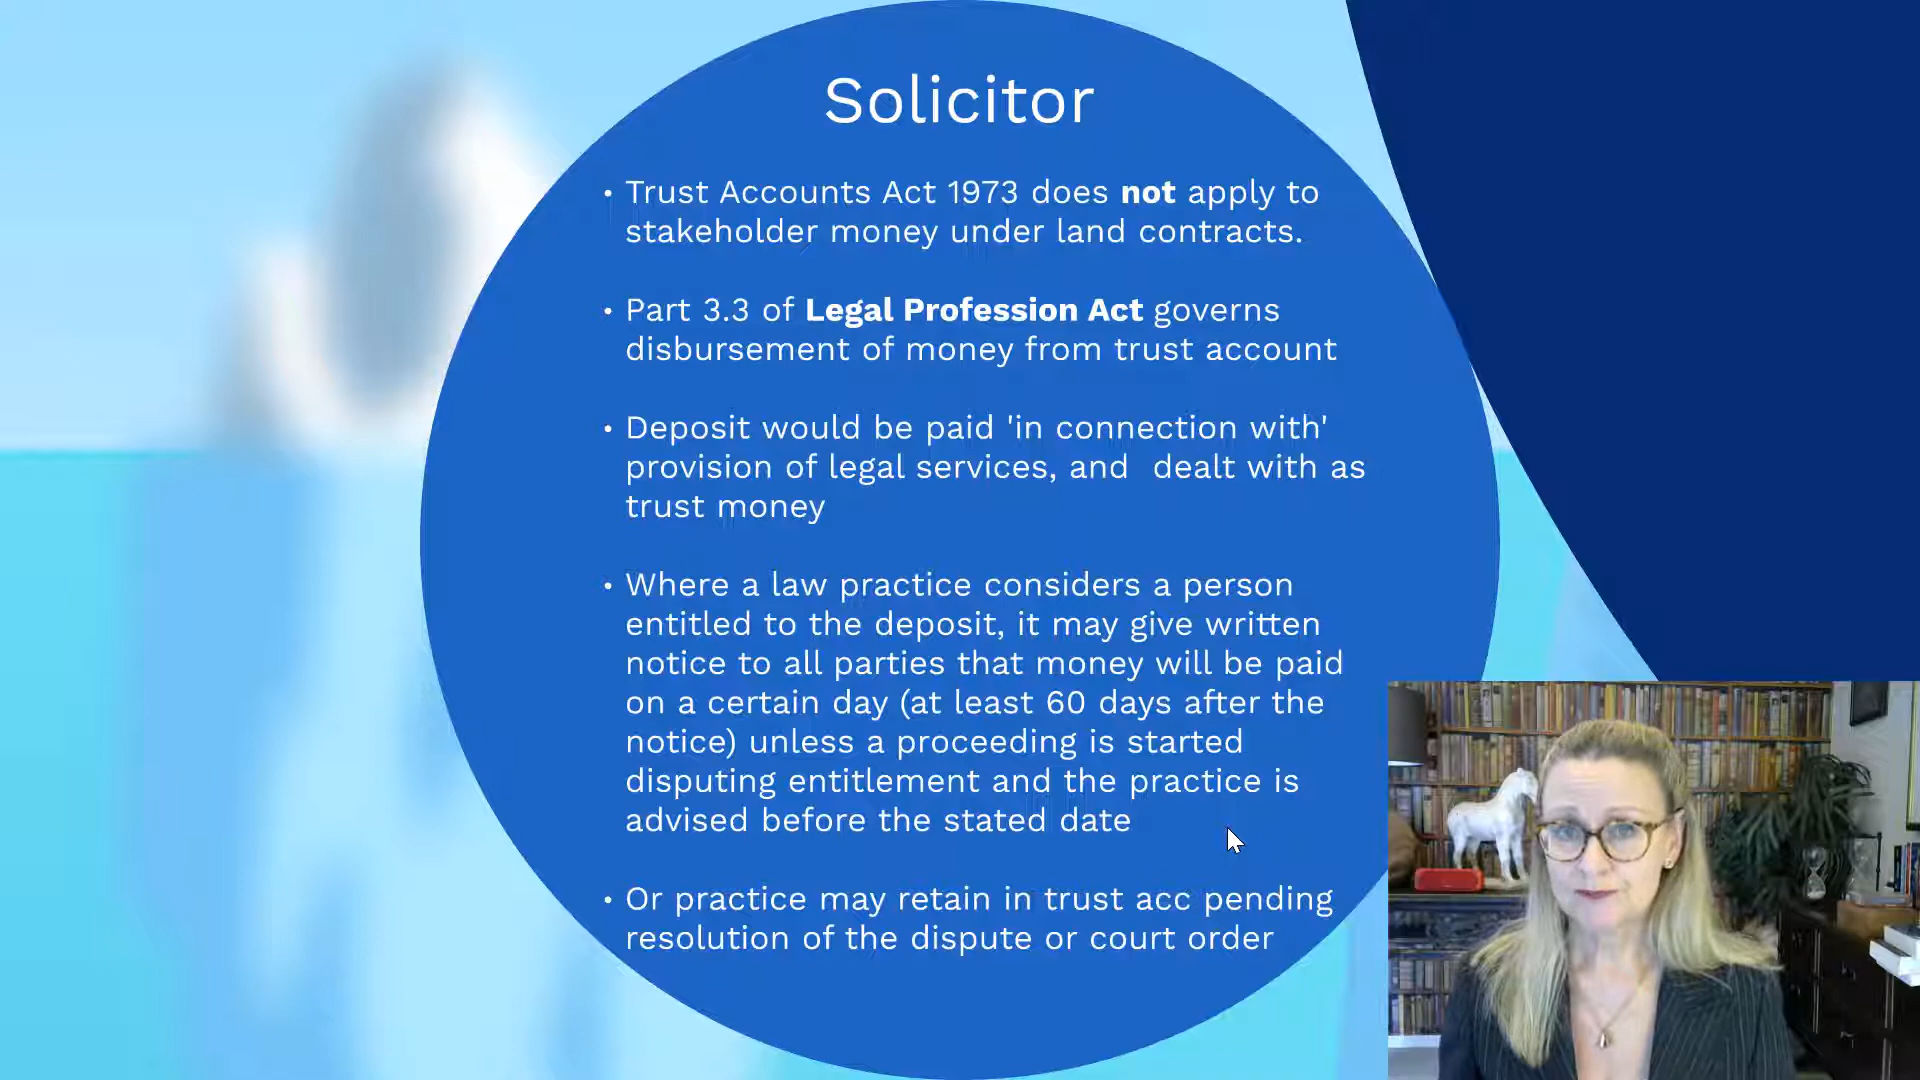 Solicitor
• Trust Accounts Act 1973 does not apply to
stakeholder money under land contracts.
• Part 3.3 of Legal Profession Act governs
disbursement of money from trust account
• Deposit would be paid 'in connection with'
provision of legal services, and  dealt with as
trust money
• Where a law practice considers a person
entitled to the deposit, it may give written
notice to all parties that money will be paid
on a certain day (at least 60 days after the
notice) unless a proceeding is started
disputing entitlement and the practice is
advised before the stated date
• Or practice may retain in trust acc pending
resolution of the dispute or court order